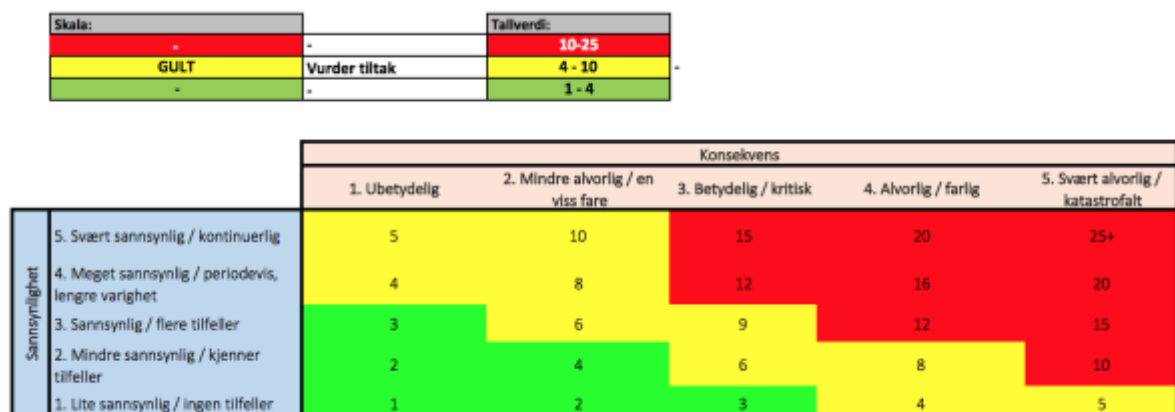 Skala: Tallverdi:
- - 10-25
GULT Vurder tiltak 4 - 10 -
- - 1 - 4
Konsekvens
1. Ubetydelig 2. Mindre alvorlig / en viss fare 3. Betydelig / kritisk 4. Alvorlig / farlig 5. Svært alvorlig / katastrofalt
Sannsynlighet
5. Svært sannsynlig / kontinuerlig 5 10 15 20 25+
4. Meget sannsynlig / periodevis, lengre varighet 4 8 12 16 20
3. Sannsynlig / flere tilfeller 3 6 9 12 15
2. Mindre sannsynlig / kjenner tilfeller 2 4 6 8 10
1. Lite sannsynlig / ingen tilfeller 1 2 3 4 5